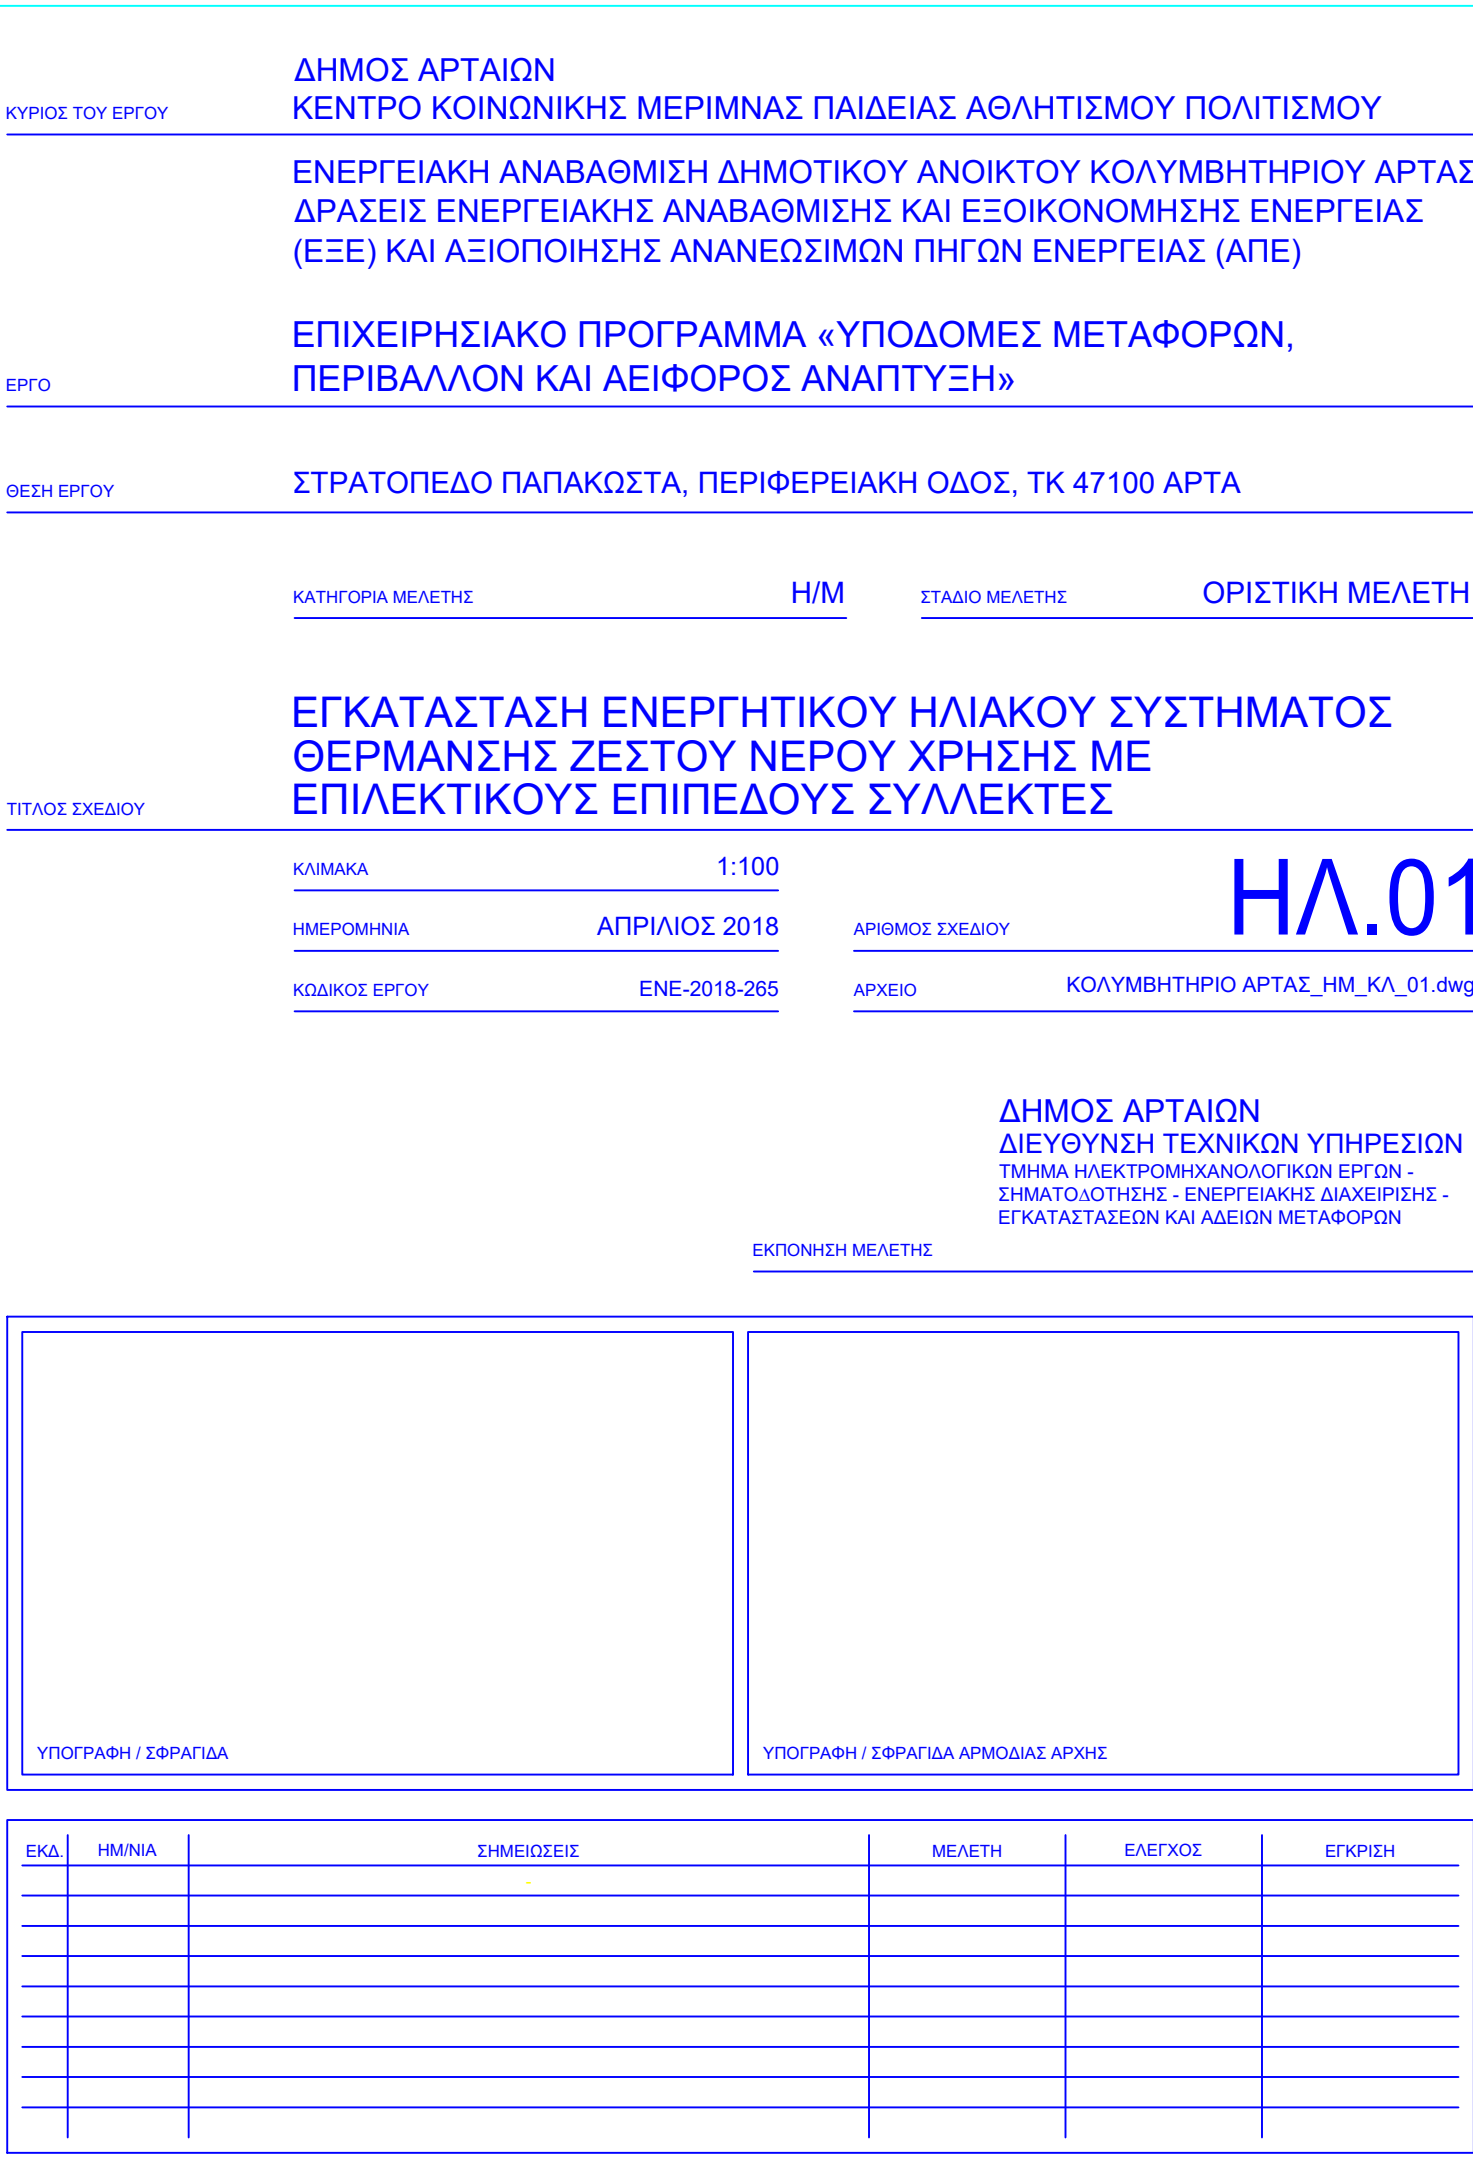 ΔΗΜΟΣ ΑΡΤΑΙΩΝ
ΚΥΡΙΟΣ ΤΟΥ ΕΡΓΟΥ ΚΕΝΤΡΟ ΚΟΙΝΩΝΙΚΗΣ ΜΕΡΙΜΝΑΣ ΠΑΙΔΕΙΑΣ ΑΘΛΗΤΙΣΜΟΥ ΠΟΛΙΤΙΣΜΟΥ
ΕΝΕΡΓΕΙΑΚΗ ΑΝΑΒΑΘΜΙΣΗ ΔΗΜΟΤΙΚΟΥ ΑΝΟΙΚΤΟΥ ΚΟΛΥΜΒΗΤΗΡΙΟΥ ΑΡΤΑΣ
ΔΡΑΣΕΙΣ ΕΝΕΡΓΕΙΑΚΗΣ ΑΝΑΒΑΘΜΙΣΗΣ ΚΑΙ ΕΞΟΙΚΟΝΟΜΗΣΗΣ ΕΝΕΡΓΕΙΑΣ
(ΕΞΕ) ΚΑΙ ΑΞΙΟΠΟΙΗΣΗΣ ΑΝΑΝΕΩΣΙΜΩΝ ΠΗΓΩΝ ΕΝΕΡΓΕΙΑΣ (ΑΠΕ)
ΕΠΙΧΕΙΡΗΣΙΑΚΟ ΠΡΟΓΡΑΜΜΑ «ΥΠΟΔΟΜΕΣ ΜΕΤΑΦΟΡΩΝ,
ΕΡΓΟ ΠΕΡΙΒΑΛΛΟΝ ΚΑΙ ΑΕΙΦΟΡΟΣ ΑΝΑΠΤΥΞΗ»
ΘΕΣΗ ΕΡΓΟΥ ΣΤΡΑΤΟΠΕΔΟ ΠΑΠΑΚΩΣΤΑ, ΠΕΡΙΦΕΡΕΙΑΚΗ ΟΔΟΣ, ΤΚ 47100 ΑΡΤΑ
ΚΑΤΗΓΟΡΙΑ ΜΕΛΕΤΗΣ Η/Μ ΣΤΑΔΙΟ ΜΕΛΕΤΗΣ ΟΡΙΣΤΙΚΗ ΜΕΛΕΤΗ
ΕΓΚΑΤΑΣΤΑΣΗ ΕΝΕΡΓΗΤΙΚΟΥ ΗΛΙΑΚΟΥ ΣΥΣΤΗΜΑΤΟΣ
ΘΕΡΜΑΝΣΗΣ ΖΕΣΤΟΥ ΝΕΡΟΥ ΧΡΗΣΗΣ ΜΕ
ΤΙΤΛΟΣ ΣΧΕΔΙΟΥ ΕΠΙΛΕΚΤΙΚΟΥΣ ΕΠΙΠΕΔΟΥΣ ΣΥΛΛΕΚΤΕΣ
ΚΛΙΜΑΚΑ 1:100
ΗΜΕΡΟΜΗΝΙΑ ΑΠΡΙΛΙΟΣ 2018 ΑΡΙΘΜΟΣ ΣΧΕΔΙΟΥ ΗΛ.01
ΚΩΔΙΚΟΣ ΕΡΓΟΥ ΕΝΕ-2018-265 ΑΡΧΕΙΟ ΚΟΛΥΜΒΗΤΗΡΙΟ ΑΡΤΑΣ_ΗΜ_ΚΛ_01.dwg
ΔΗΜΟΣ ΑΡΤΑΙΩΝ
ΔΙΕΥΘΥΝΣΗ ΤΕΧΝΙΚΩΝ ΥΠΗΡΕΣΙΩΝ
ΤΜΗΜΑ ΗΛΕΚΤΡΟΜΗΧΑΝΟΛΟΓΙΚΩΝ ΕΡΓΩΝ -
ΣΗΜΑΤΟΔΟΤΗΣΗΣ - ΕΝΕΡΓΕΙΑΚΗΣ ΔΙΑΧΕΙΡΙΣΗΣ -
ΕΓΚΑΤΑΣΤΑΣΕΩΝ ΚΑΙ ΑΔΕΙΩΝ ΜΕΤΑΦΟΡΩΝ
ΕΚΠΟΝΗΣΗ ΜΕΛΕΤΗΣ
ΥΠΟΓΡΑΦΗ / ΣΦΡΑΓΙΔΑ ΥΠΟΓΡΑΦΗ / ΣΦΡΑΓΙΔΑ ΑΡΜΟΔΙΑΣ ΑΡΧΗΣ
ΕΚΔ. ΗΜ/ΝΙΑ ΣΗΜΕΙΩΣΕΙΣ ΜΕΛΕΤΗ ΕΛΕΓΧΟΣ ΕΓΚΡΙΣΗ
-